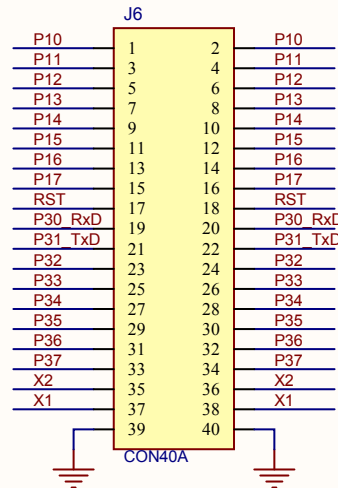 J6
P10 1 2 P10
P11 3 4 P11
P12 5 6 P12
P13 7 8 P13
P14 9 10 P14
P15 11 12 P15
P16 13 14 P16
P17 15 16 P17
RST 17 18 RST
P30_RxD 19 20 P30_RxD
P31_TxD 21 22 P31_TxD
P32 23 24 P32
P33 25 26 P33
P34 27 28 P34
P35 29 30 P35
P36 31 32 P36
P37 33 34 P37
X2 35 36 X2
X1 37 38 X1
39 40
CON40A